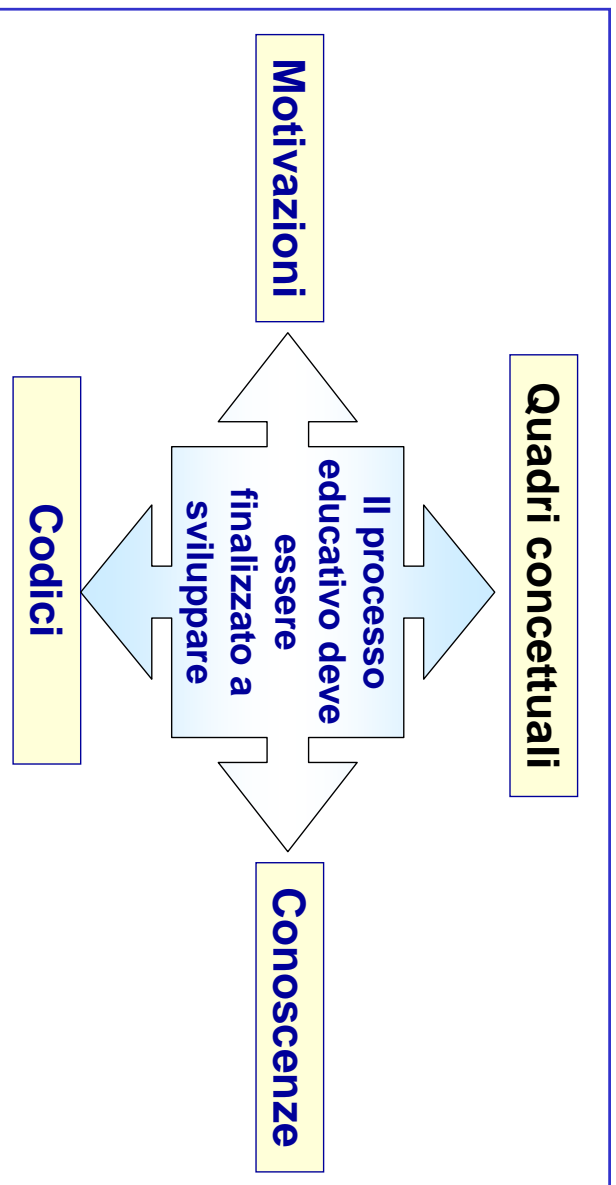 Quadri concettuali
Motivazioni
Il processo
educativo deve
essere
finalizzato a
sviluppare
Conoscenze
Codici